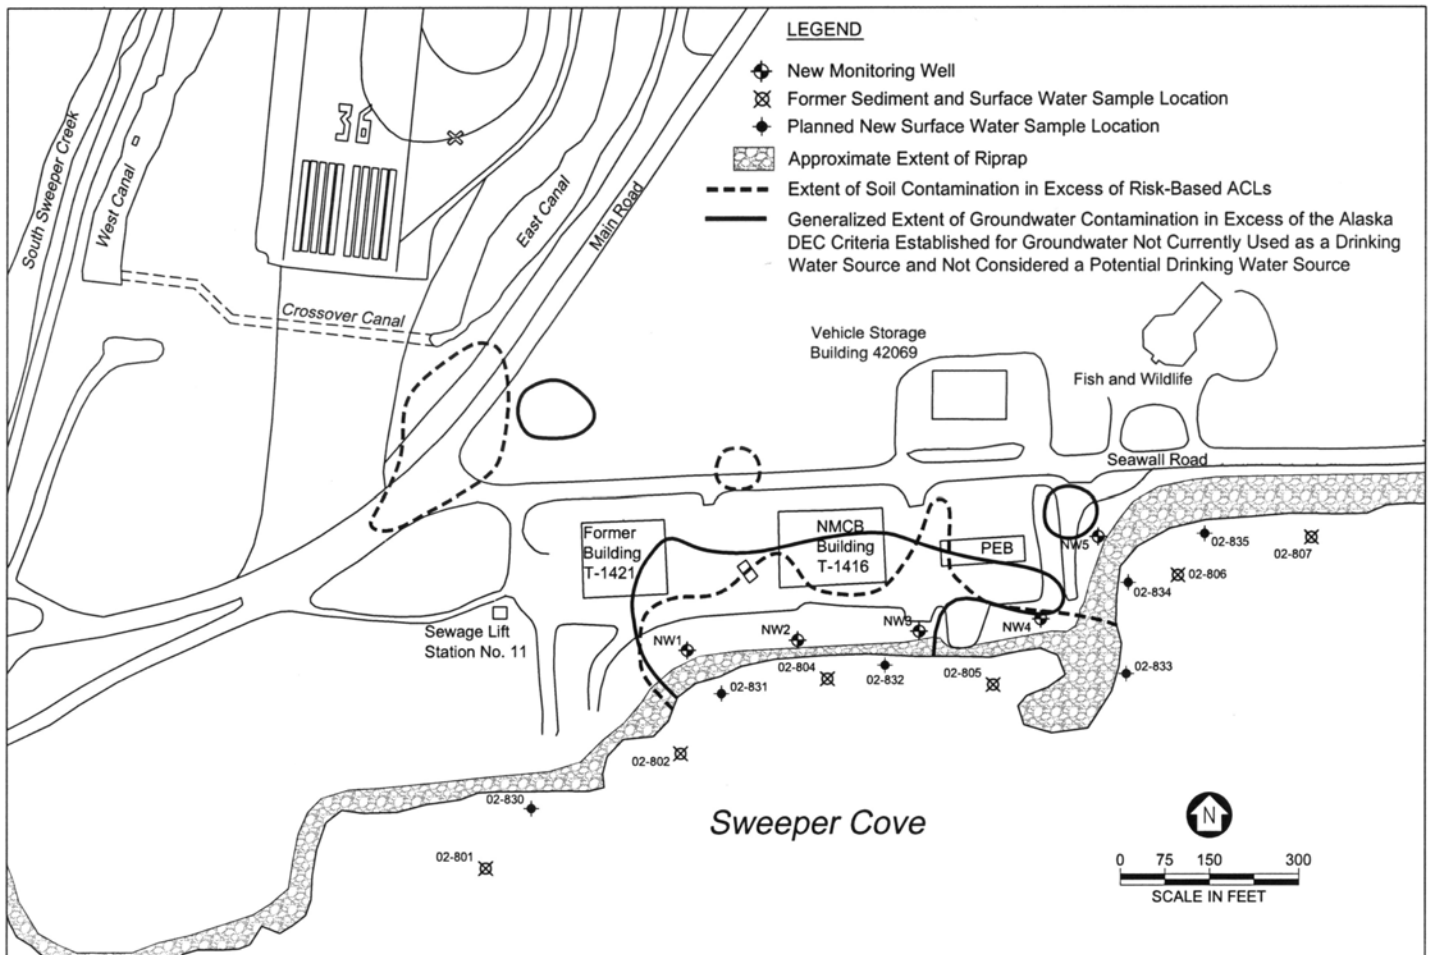 LEGEND
New Monitoring Well
Former Sediment and Surface Water Sample Location
Planned New Surface Water Sample Location
Approximate Extent of Riprap
Extent of Soil Contamination in Excess of Risk-Based ACLs
Generalized Extent of Groundwater Contamination in Excess of the Alaska
DEC Criteria Established for Groundwater Not Currently Used as a Drinking
Water Source and Not Considered a Potential Drinking Water Source
36
South Sweeper Creek
West Canal
East Canal
Main Road
Crossover Canal
Vehicle Storage
Building 42069
Fish and Wildlife
Seawall Road
Former
Building
T-1421
NMCB
Building
T-1416
PEB
NW5
02-835
02-807
02-806
02-834
Sewage Lift
Station No. 11
NW1
NW2
NW3
NW4
02-804
02-832
02-805
02-833
02-831
02-802
02-830
02-801
Sweeper Cove
N
0 75 150 300
SCALE IN FEET